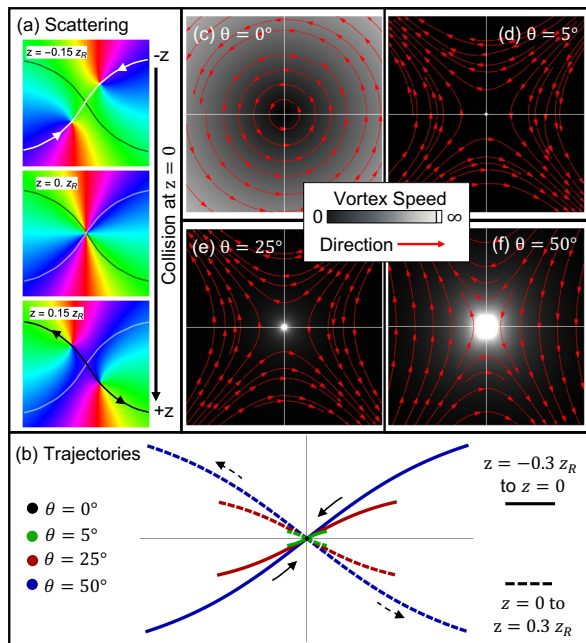 (a) Scattering
z = −0.15 z_R
-z
z = 0. z_R
Collision at z = 0
z = 0.15 z_R
+z
(c) θ = 0°
(d) θ = 5°
Vortex Speed
0 ∞
Direction
(e) θ = 25°
(f) θ = 50°
(b) Trajectories
θ = 0°
θ = 5°
θ = 25°
θ = 50°
z = −0.3 z_R
to z = 0
z = 0 to
z = 0.3 z_R